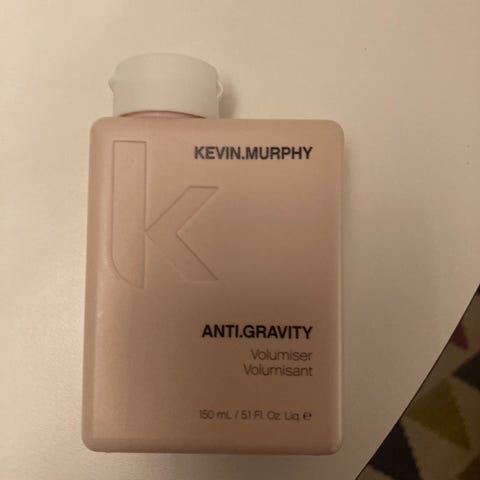 KEVIN.MURPHY
ANTI.GRAVITY
Volumiser
Volumisant
150 mL / 5.1 Fl. Oz. Liq. ℮